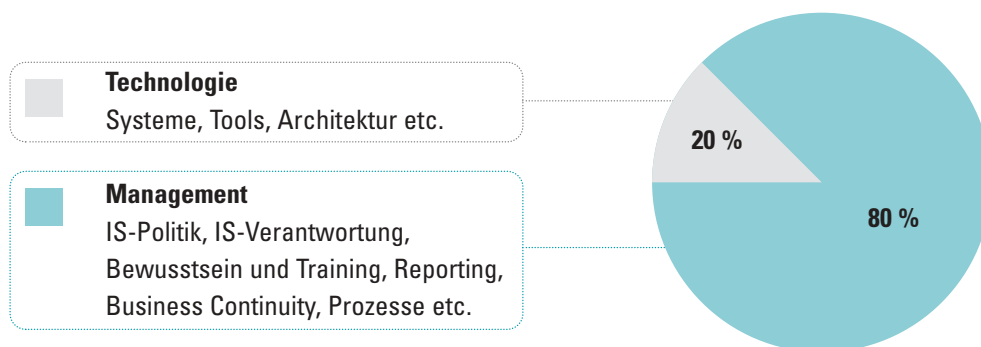 Technologie
Systeme, Tools, Architektur etc.
Management
IS-Politik, IS-Verantwortung,
Bewusstsein und Training, Reporting,
Business Continuity, Prozesse etc.
20 %
80 %